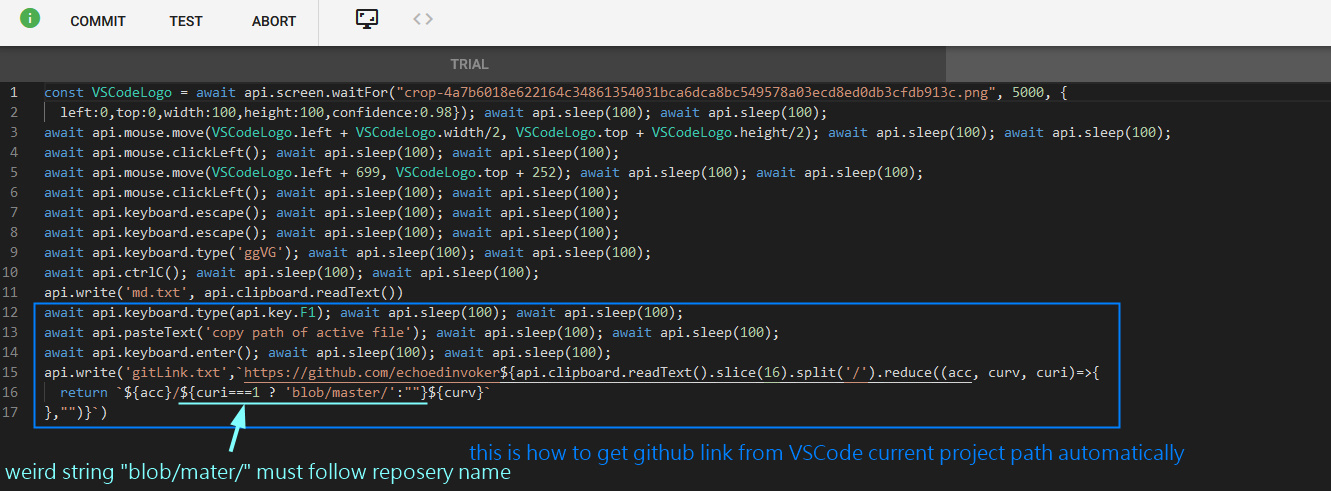 i COMMIT TEST ABORT < >
TRIAL
1 const VSCodeLogo = await api.screen.waitFor("crop-4a7b6018e622164c34861354031bca6dca8bc549578a03ecd8ed0db3cfdb913c.png", 5000, {
2 left:0,top:0,width:100,height:100,confidence:0.98}); await api.sleep(100); await api.sleep(100);
3 await api.mouse.move(VSCodeLogo.left + VSCodeLogo.width/2, VSCodeLogo.top + VSCodeLogo.height/2); await api.sleep(100); await api.sleep(100);
4 await api.mouse.clickLeft(); await api.sleep(100); await api.sleep(100);
5 await api.mouse.move(VSCodeLogo.left + 699, VSCodeLogo.top + 252); await api.sleep(100); await api.sleep(100);
6 await api.mouse.clickLeft(); await api.sleep(100); await api.sleep(100);
7 await api.keyboard.escape(); await api.sleep(100); await api.sleep(100);
8 await api.keyboard.escape(); await api.sleep(100); await api.sleep(100);
9 await api.keyboard.type('ggVG'); await api.sleep(100); await api.sleep(100);
10 await api.ctrlC(); await api.sleep(100); await api.sleep(100);
11 api.write('md.txt', api.clipboard.readText())
12 await api.keyboard.type(api.key.F1); await api.sleep(100); await api.sleep(100);
13 await api.pasteText('copy path of active file'); await api.sleep(100); await api.sleep(100);
14 await api.keyboard.enter(); await api.sleep(100); await api.sleep(100);
15 api.write('gitLink.txt',`https://github.com/echoedinvoker${api.clipboard.readText().slice(16).split('/').reduce((acc, curv, curi)=>{
16 return `${acc}/${curi===1 ? 'blob/master/':""}${curv}`
17 },"")}`)
this is how to get github link from VSCode current project path automatically
weird string "blob/mater/" must follow reposery name